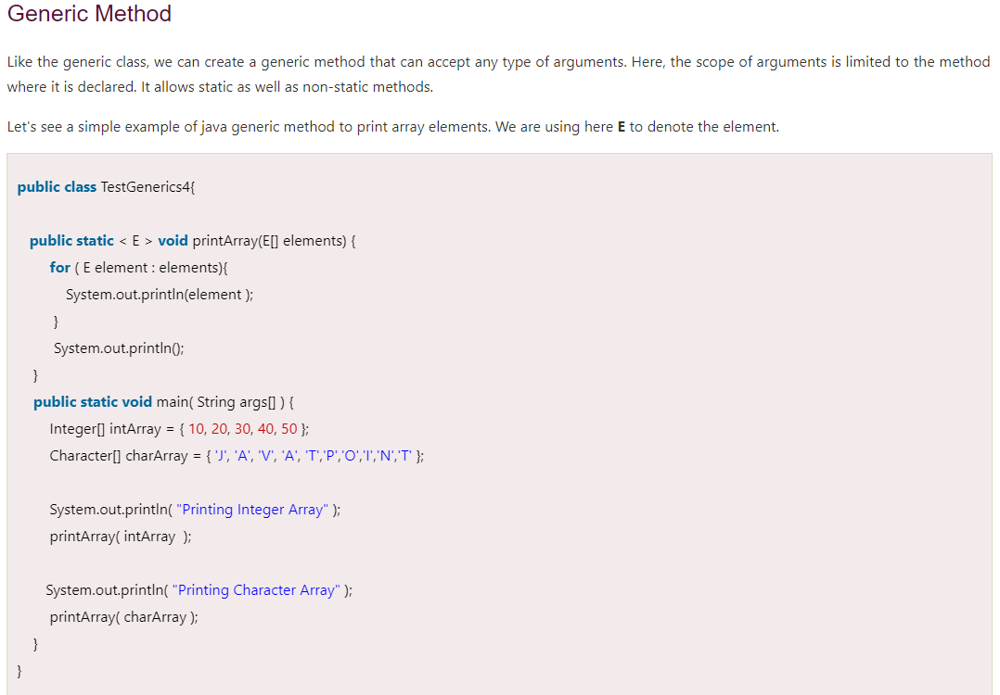 Generic Method
Like the generic class, we can create a generic method that can accept any type of arguments. Here, the scope of arguments is limited to the method
where it is declared. It allows static as well as non-static methods.
Let's see a simple example of java generic method to print array elements. We are using here E to denote the element.
public class TestGenerics4{
public static < E > void printArray(E[] elements) {
for ( E element : elements){
System.out.println(element );
}
System.out.println();
}
public static void main( String args[] ) {
Integer[] intArray = { 10, 20, 30, 40, 50 };
Character[] charArray = { 'J', 'A', 'V', 'A', 'T','P','O','I','N','T' };
System.out.println( "Printing Integer Array" );
printArray( intArray  );
System.out.println( "Printing Character Array" );
printArray( charArray );
}
}